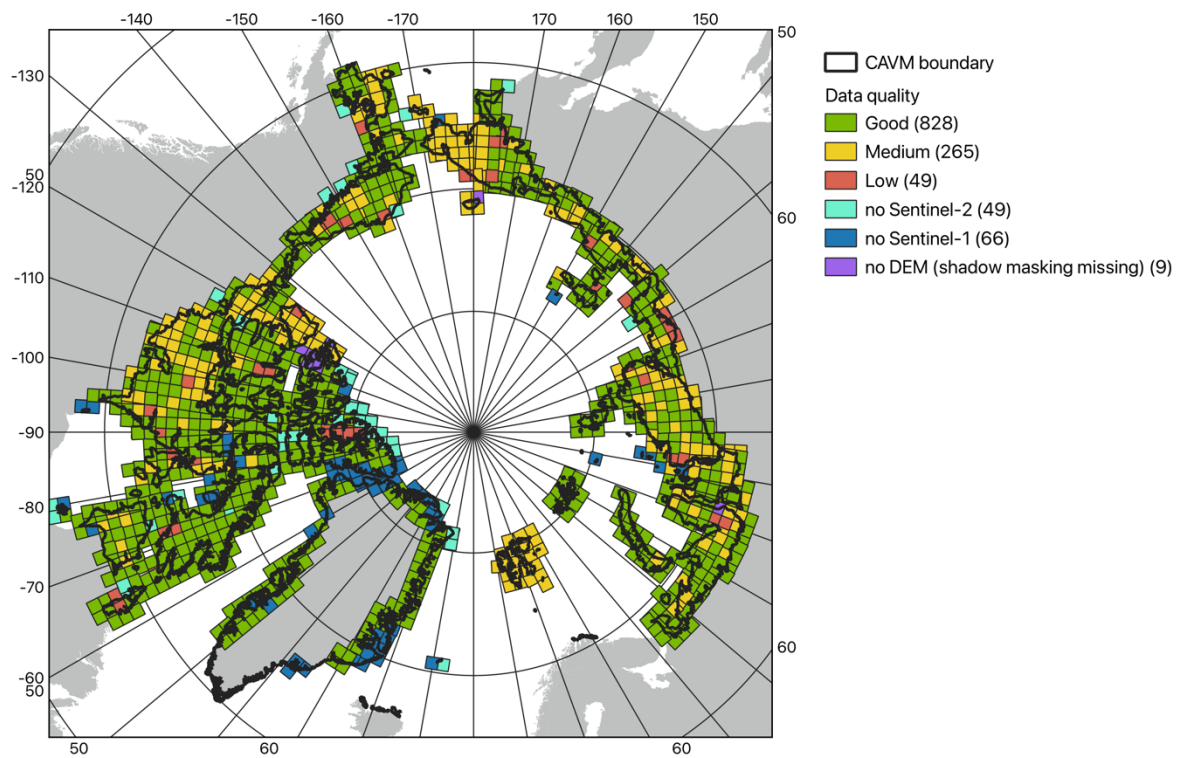 -140 -150 -160 -170 170 160 150
50
-130
CAVM boundary
Data quality
Good (828)
Medium (265)
Low (49)
no Sentinel-2 (49)
no Sentinel-1 (66)
no DEM (shadow masking missing) (9)
50
-120
60
-110
-100
-90
-80
-70
60
-60
50
50 60 60